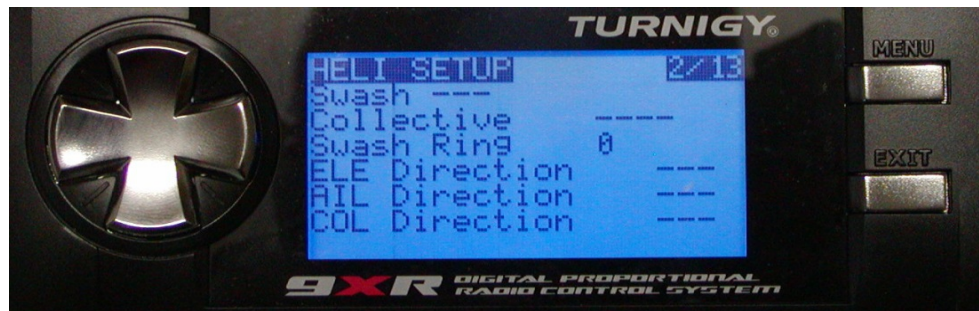 TURNIGY®
MENU
HELI SETUP 2/13
Swash ---
Collective ----
Swash Ring 0
EXIT
ELE Direction ---
AIL Direction ---
COL Direction ---
9XR DIGITAL PROPORTIONAL
RADIO CONTROL SYSTEM